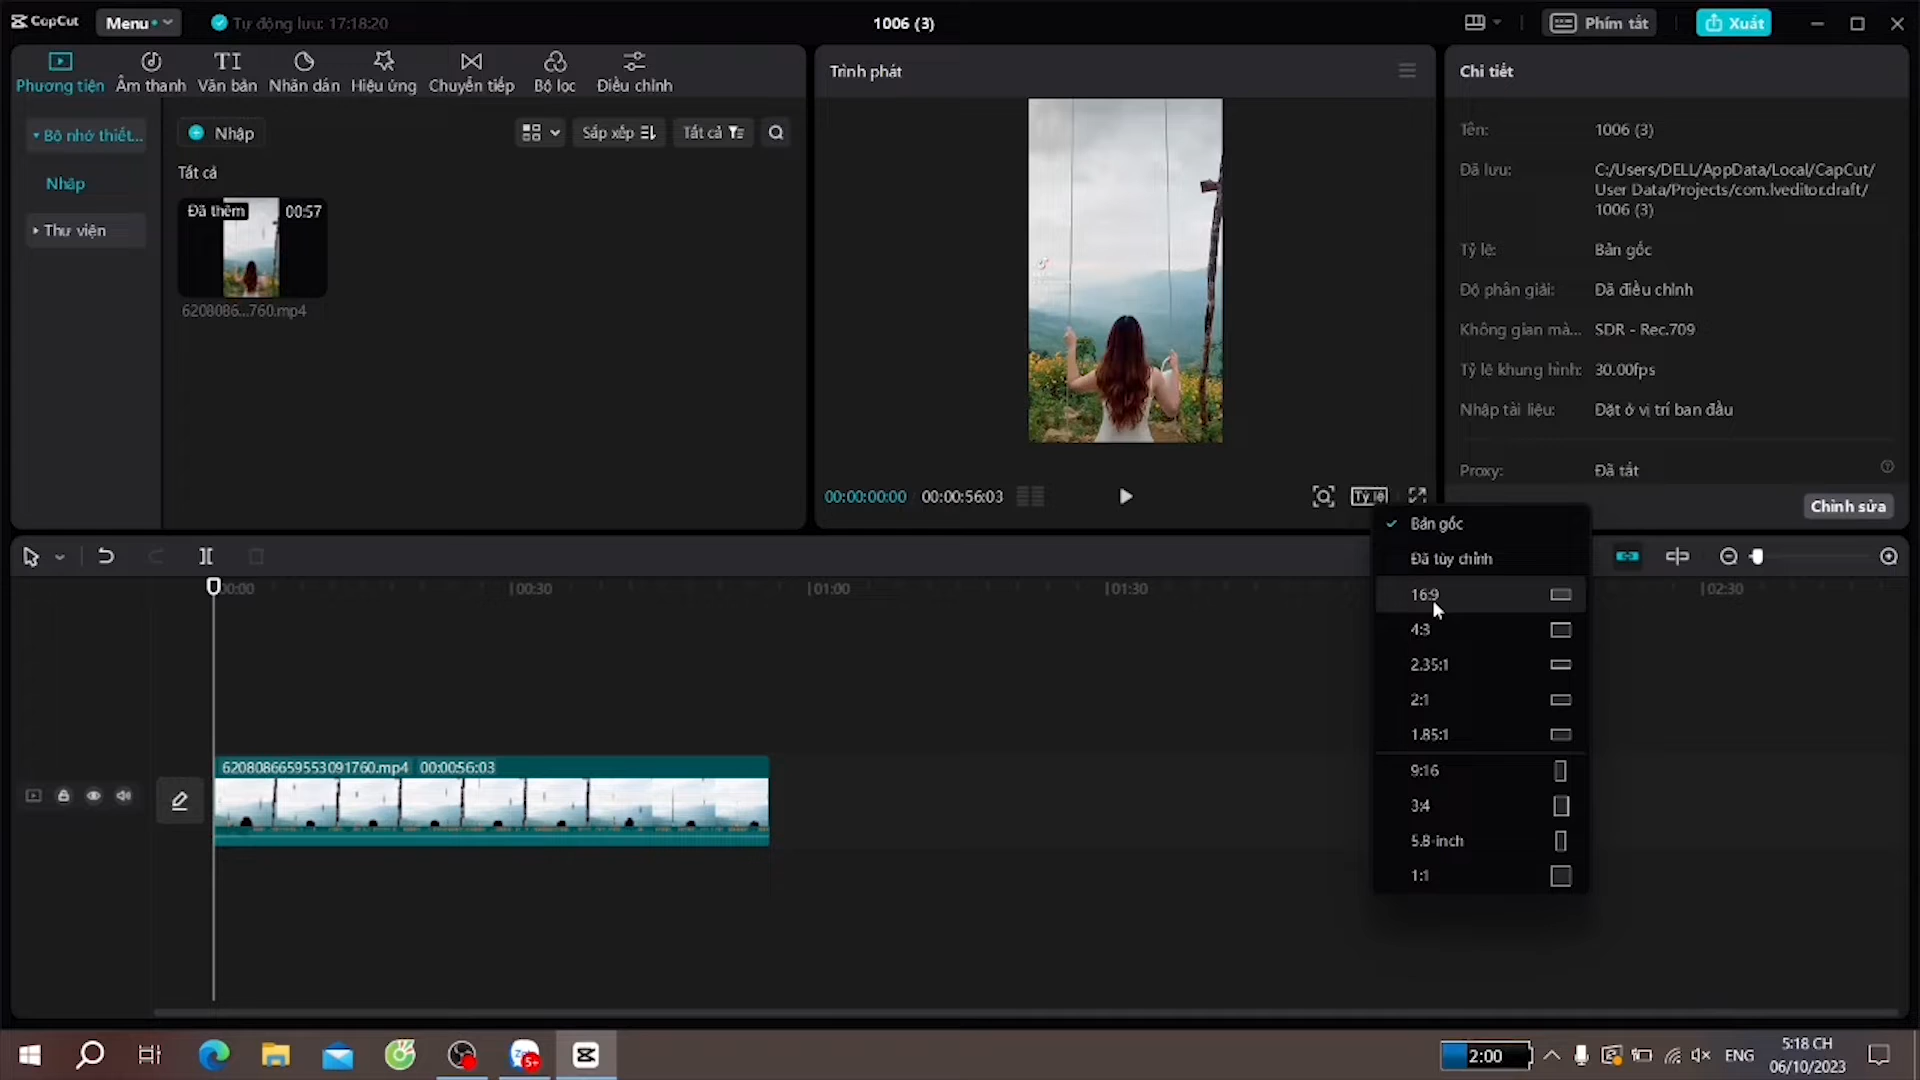 CapCut
Menu
Tự động lưu: 17:18:20
1006 (3)
Phím tắt
Xuất
Phương tiện
Âm thanh
Văn bản
Nhãn dán
Hiệu ứng
Chuyển tiếp
Bộ lọc
Điều chỉnh
Trình phát
Chi tiết
Bộ nhớ thiết...
Nhập
Sắp xếp
Tất cả
Nhập
Thư viện
Tất cả
Đã thêm
00:57
6208086...760.mp4
Tên:
1006 (3)
Đã lưu:
C:/Users/DELL/AppData/Local/CapCut/
User Data/Projects/com.lveditor.draft/
1006 (3)
Tỷ lệ:
Bản gốc
Độ phân giải:
Đã điều chỉnh
Không gian mà...
SDR - Rec.709
Tỷ lệ khung hình:
30.00fps
Nhập tài liệu:
Đặt ở vị trí ban đầu
Proxy:
Đã tắt
Chỉnh sửa
00:00:00:00
00:00:56:03
Tỷ lệ
Bản gốc
Đã tùy chỉnh
16:9
4:3
2.35:1
2:1
1.85:1
9:16
3:4
5.8-inch
1:1
00:00
00:30
01:00
01:30
02:30
6208086659553091760.mp4
00:00:56:03
5+
2:00
ENG
5:18 CH
06/10/2023